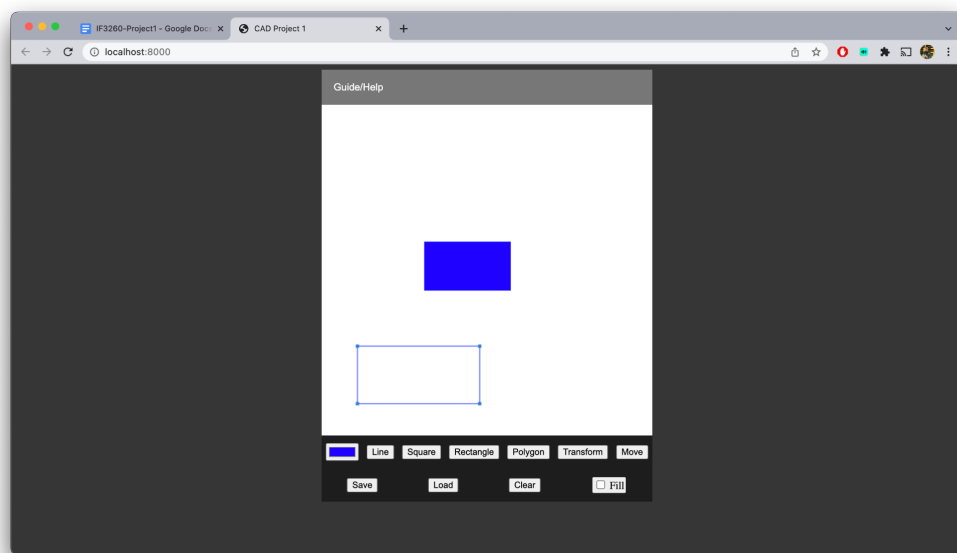 IF3260-Project1 - Google Docs
CAD Project 1
localhost:8000
Guide/Help
Line Square Rectangle Polygon Transform Move
Save Load Clear Fill